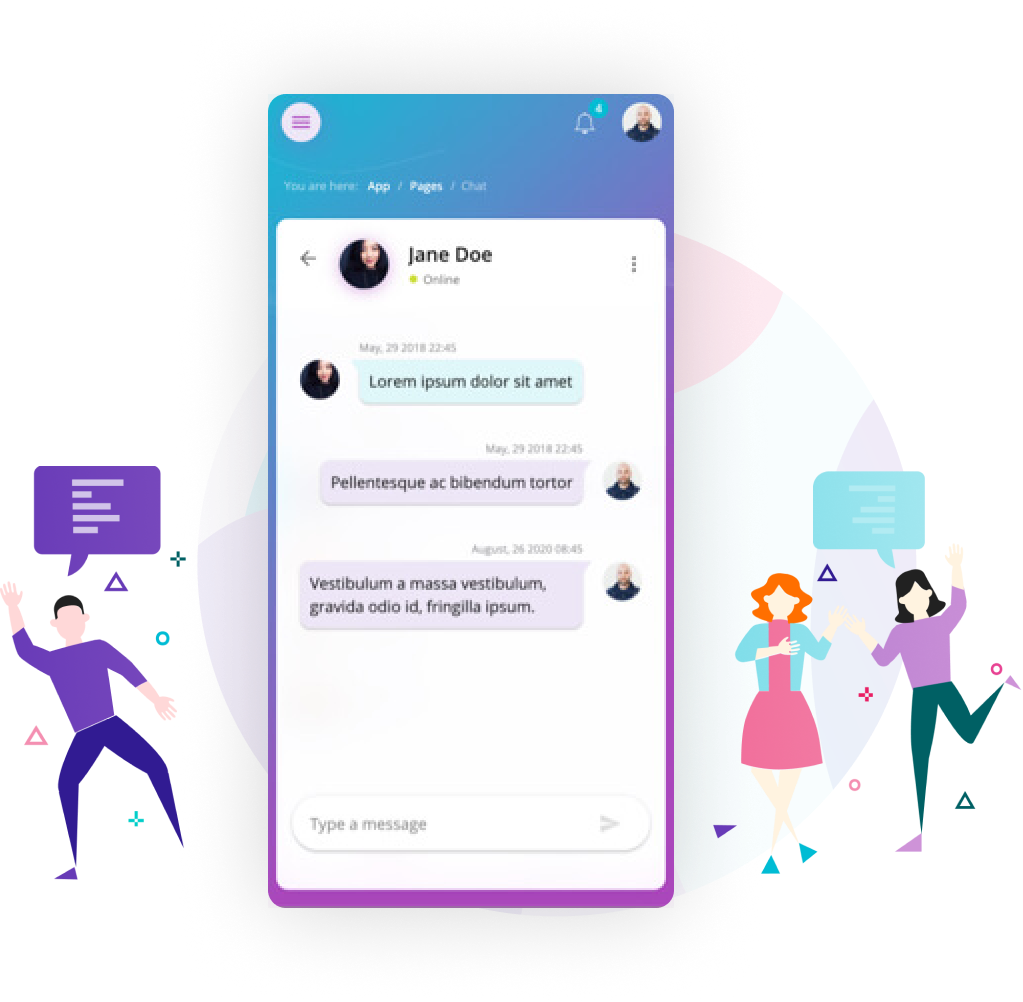 4
You are here: App / Pages / Chat
Jane Doe
Online
May, 29 2018 22:45
Lorem ipsum dolor sit amet
May, 29 2018 22:45
Pellentesque ac bibendum tortor
August, 26 2020 08:45
Vestibulum a massa vestibulum,
gravida odio id, fringilla ipsum.
Type a message